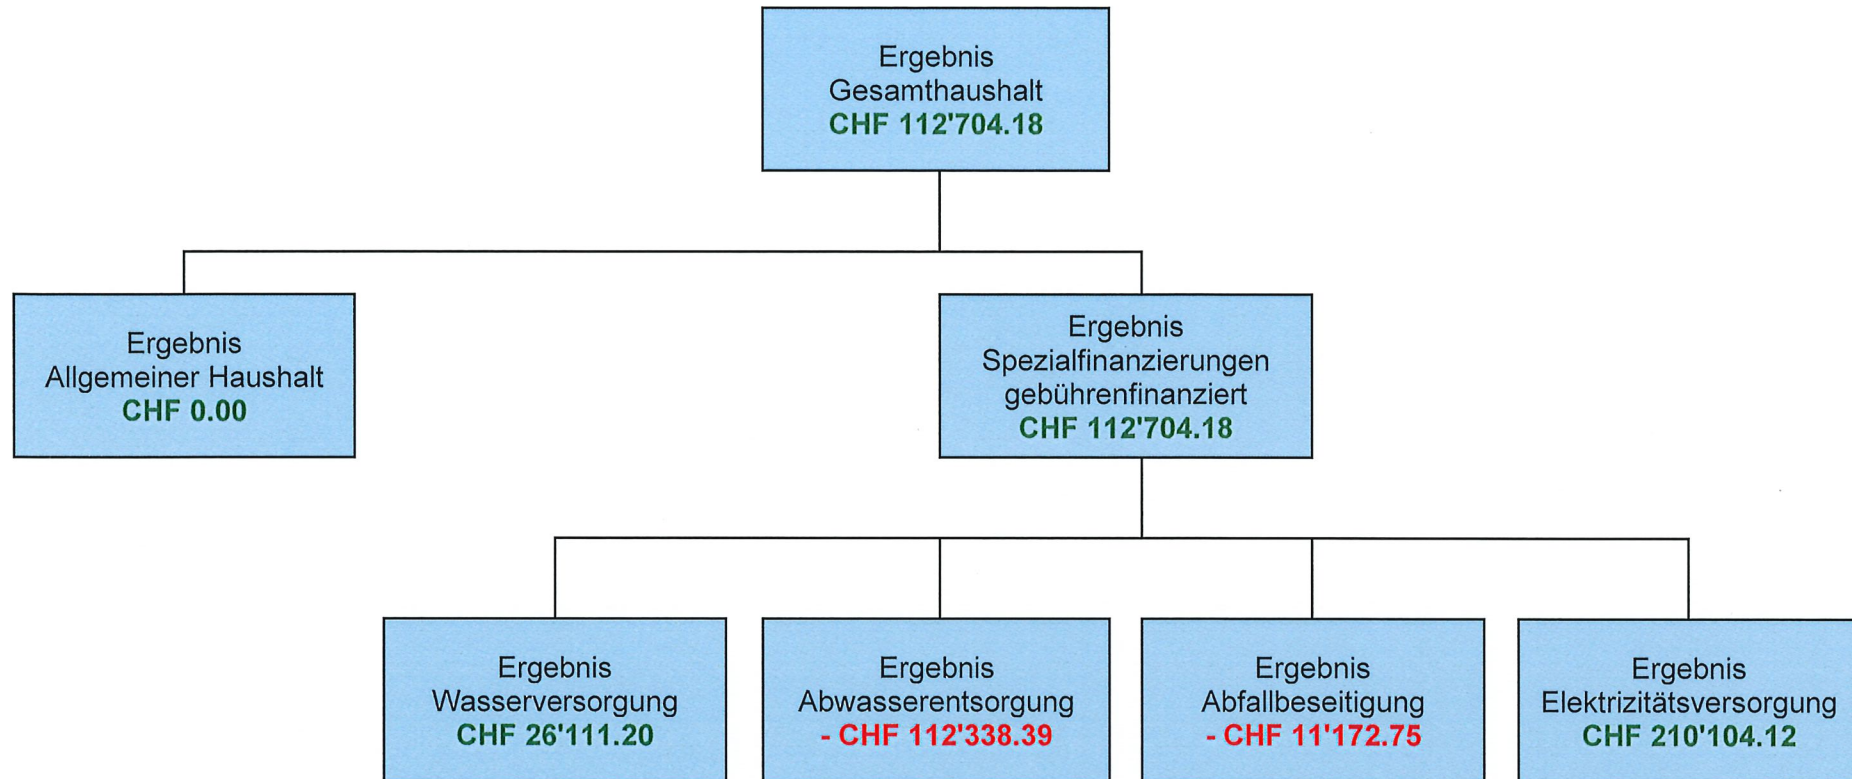 Ergebnis
Gesamthaushalt
CHF 112'704.18
Ergebnis
Allgemeiner Haushalt
CHF 0.00
Ergebnis
Spezialfinanzierungen
gebührenfinanziert
CHF 112'704.18
Ergebnis
Wasserversorgung
CHF 26'111.20
Ergebnis
Abwasserentsorgung
- CHF 112'338.39
Ergebnis
Abfallbeseitigung
- CHF 11'172.75
Ergebnis
Elektrizitätsversorgung
CHF 210'104.12